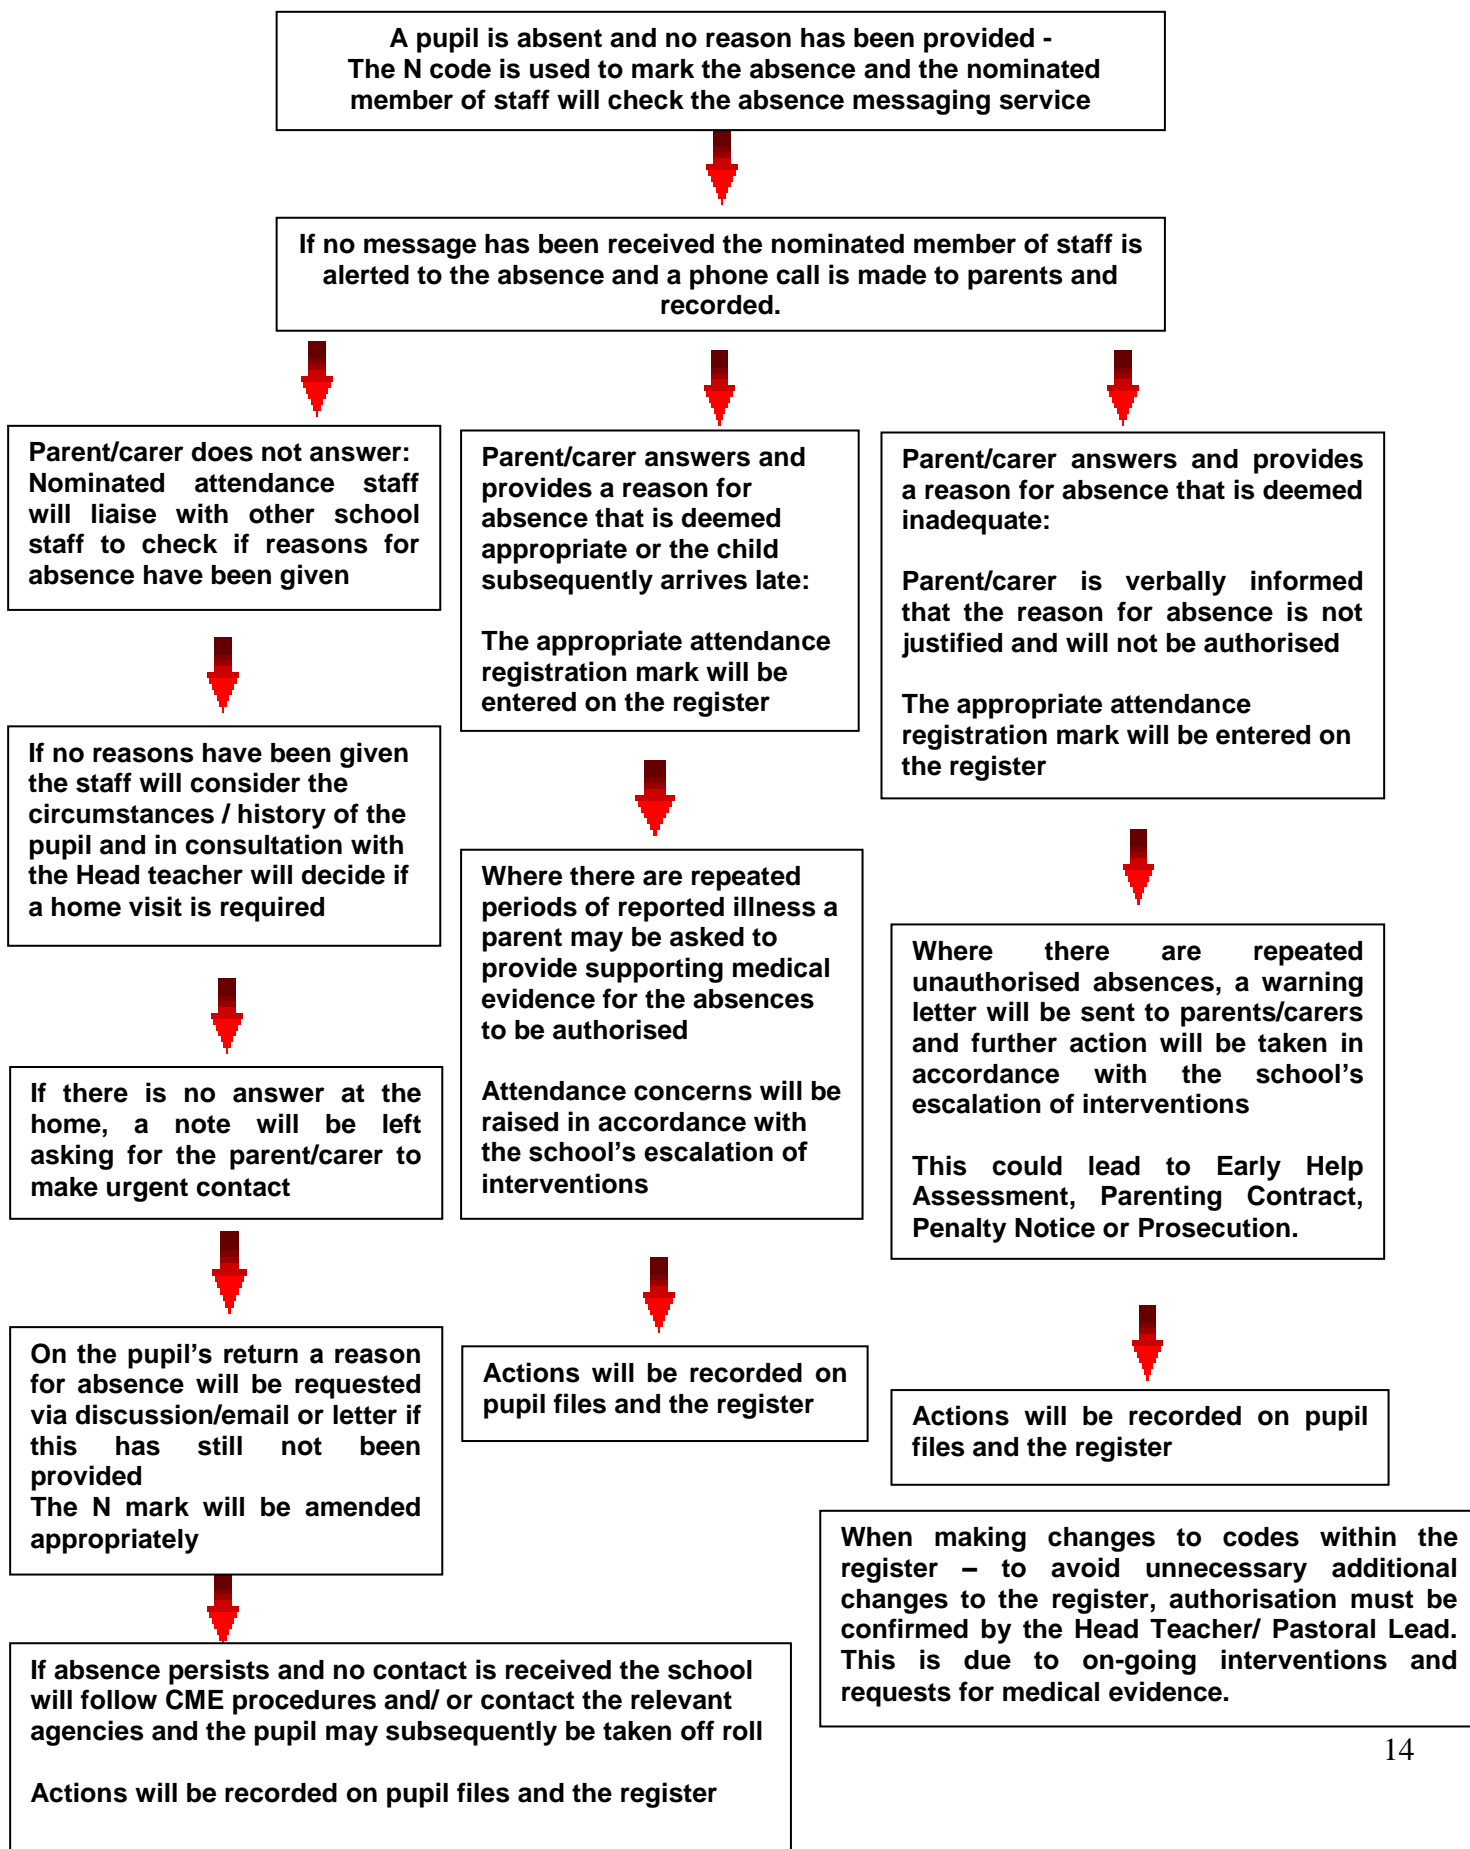 A pupil is absent and no reason has been provided -
The N code is used to mark the absence and the nominated
member of staff will check the absence messaging service
If no message has been received the nominated member of staff is
alerted to the absence and a phone call is made to parents and
recorded.
Parent/carer does not answer:
Nominated attendance staff
will liaise with other school
staff to check if reasons for
absence have been given
If no reasons have been given
the staff will consider the
circumstances / history of the
pupil and in consultation with
the Head teacher will decide if
a home visit is required
If there is no answer at the
home, a note will be left
asking for the parent/carer to
make urgent contact
On the pupil’s return a reason
for absence will be requested
via discussion/email or letter if
this has still not been
provided
The N mark will be amended
appropriately
If absence persists and no contact is received the school
will follow CME procedures and/ or contact the relevant
agencies and the pupil may subsequently be taken off roll
Actions will be recorded on pupil files and the register
Parent/carer answers and
provides a reason for
absence that is deemed
appropriate or the child
subsequently arrives late:
The appropriate attendance
registration mark will be
entered on the register
Where there are repeated
periods of reported illness a
parent may be asked to
provide supporting medical
evidence for the absences
to be authorised
Attendance concerns will be
raised in accordance with
the school’s escalation of
interventions
Actions will be recorded on
pupil files and the register
Parent/carer answers and provides
a reason for absence that is deemed
inadequate:
Parent/carer is verbally informed
that the reason for absence is not
justified and will not be authorised
The appropriate attendance
registration mark will be entered on
the register
Where there are repeated
unauthorised absences, a warning
letter will be sent to parents/carers
and further action will be taken in
accordance with the school’s
escalation of interventions
This could lead to Early Help
Assessment, Parenting Contract,
Penalty Notice or Prosecution.
Actions will be recorded on pupil
files and the register
When making changes to codes within the
register – to avoid unnecessary additional
changes to the register, authorisation must be
confirmed by the Head Teacher/ Pastoral Lead.
This is due to on-going interventions and
requests for medical evidence.
14